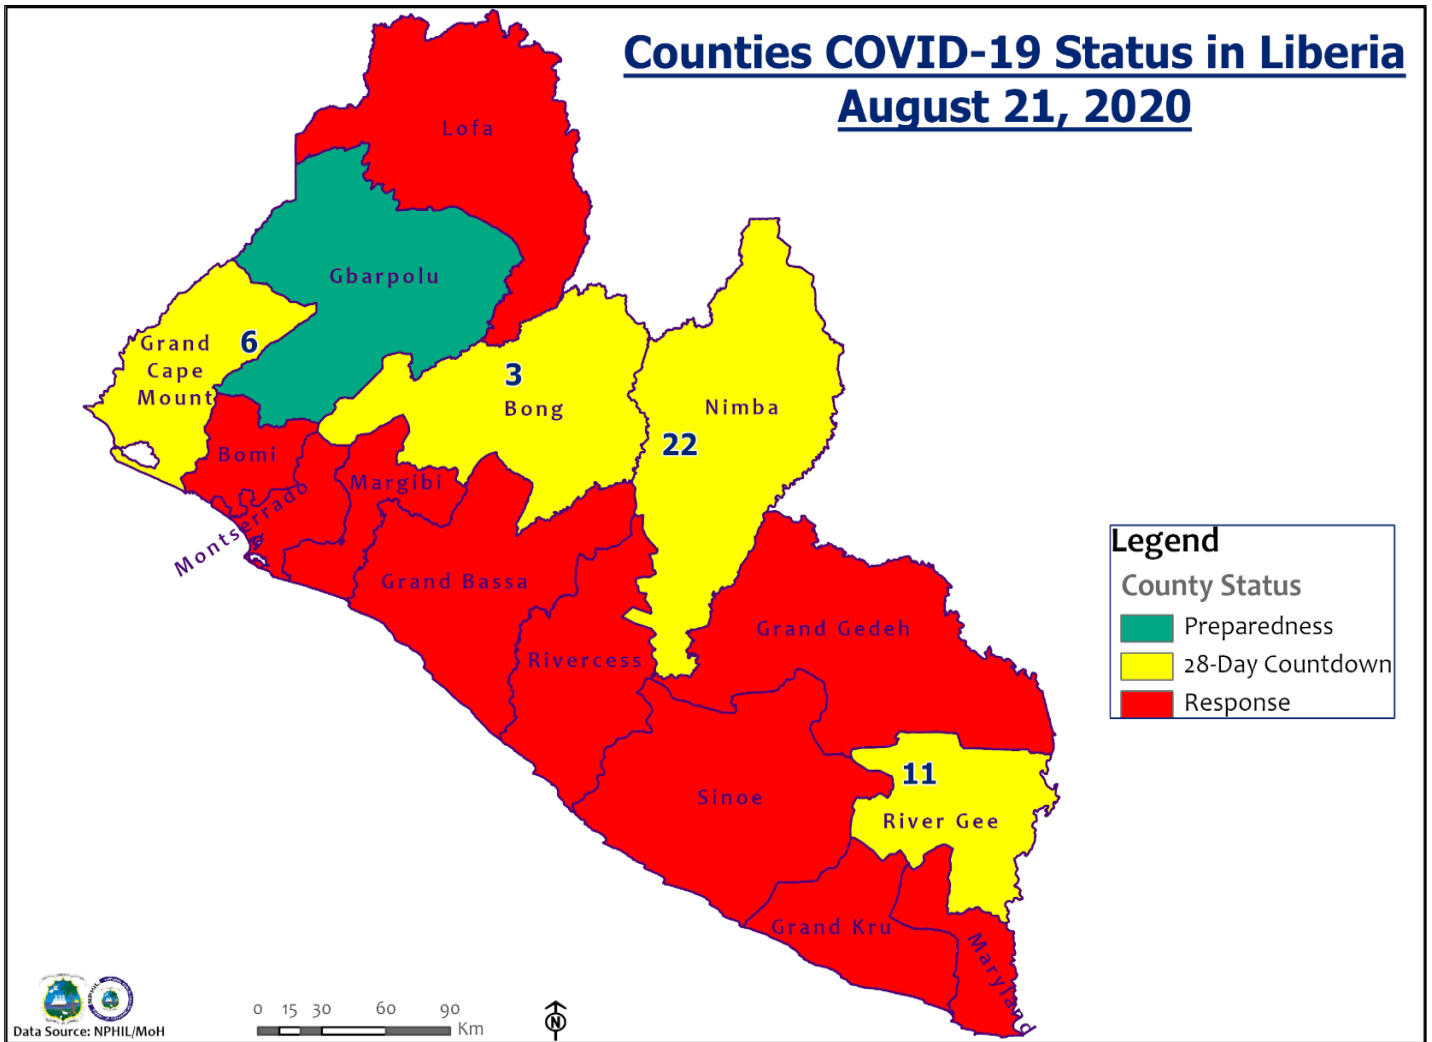 Counties COVID-19 Status in Liberia
August 21, 2020
Lofa
Gbarpolu
Grand
Cape
Mount
6
3
Bong
Nimba
22
Bomi
Margibi
Montserrado
Grand Bassa
Rivercess
Grand Gedeh
Sinoe
11
River Gee
Grand Kru
Maryland
Legend
County Status
Preparedness
28-Day Countdown
Response
Data Source: NPHIL/MoH
0 15 30 60 90
Km
N